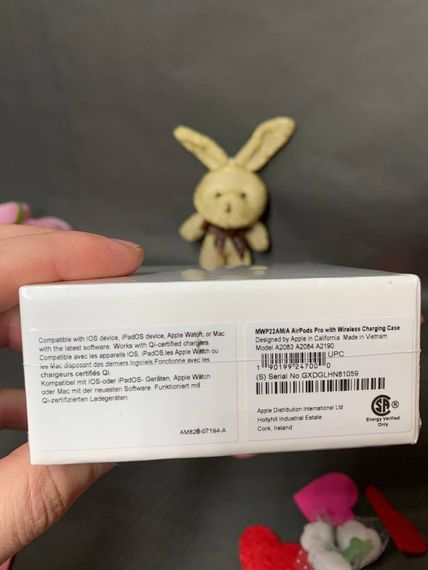 Compatible with IOS device, iPadOS device, Apple Watch, or Mac
with the latest software. Works with Qi-certified chargers.
Compatible avec les appareils IOS, iPadOS,les Apple Watch ou
les Mac disposant des derniers logiciels.Fonctionne avec les
chargeurs certifiés Qi.
Kompatibel mit IOS-oder iPadOS- Geräten, Apple Watch
oder Mac mit der neuesten Software. Funktioniert mit
Qi-zertifizierten Ladegeräten.
AM826-07194-A
MWP22AM/A AirPods Pro with Wireless Charging Case
Designed by Apple in California Made in Vietnam
Model A2083 A2084 A2190
UPC
1 90199 24700 0
(S) Serial No.GXDGLHN81059
Apple Distribution International Ltd
Hollyhill Industrial Estate
Cork, Ireland
SA ®
Energy Verified
Only